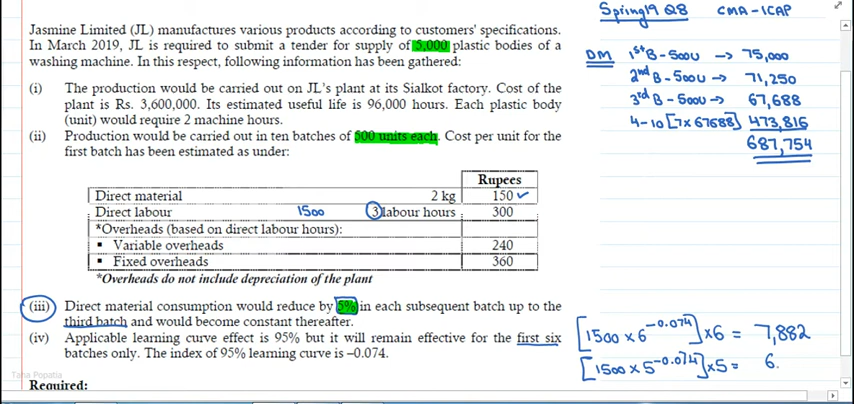 Spring19 Q8 CMA-ICAP
Jasmine Limited (JL) manufactures various products according to customers' specifications.
In March 2019, JL is required to submit a tender for supply of 5,000 plastic bodies of a
washing machine. In this respect, following information has been gathered:
(i) The production would be carried out on JL's plant at its Sialkot factory. Cost of the
plant is Rs. 3,600,000. Its estimated useful life is 96,000 hours. Each plastic body
(unit) would require 2 machine hours.
(ii) Production would be carried out in ten batches of 500 units each. Cost per unit for the
first batch has been estimated as under:
Rupees
Direct material 2 kg 150 ✓
Direct labour 1500 3 labour hours 300
*Overheads (based on direct labour hours):
▪ Variable overheads 240
▪ Fixed overheads 360
*Overheads do not include depreciation of the plant
(iii) Direct material consumption would reduce by 5% in each subsequent batch up to the
third batch and would become constant thereafter.
(iv) Applicable learning curve effect is 95% but it will remain effective for the first six
batches only. The index of 95% learning curve is –0.074.
Taha Popatia
Required:
DM 1st B - 500U -> 75,000
2nd B - 500U -> 71,250
3rd B - 500U -> 67,688
4-10 [7x67688] 473,816
687,754
[1500 x 6^-0.074] x 6 = 7,882
[1500 x 5^-0.074] x 5 = 6